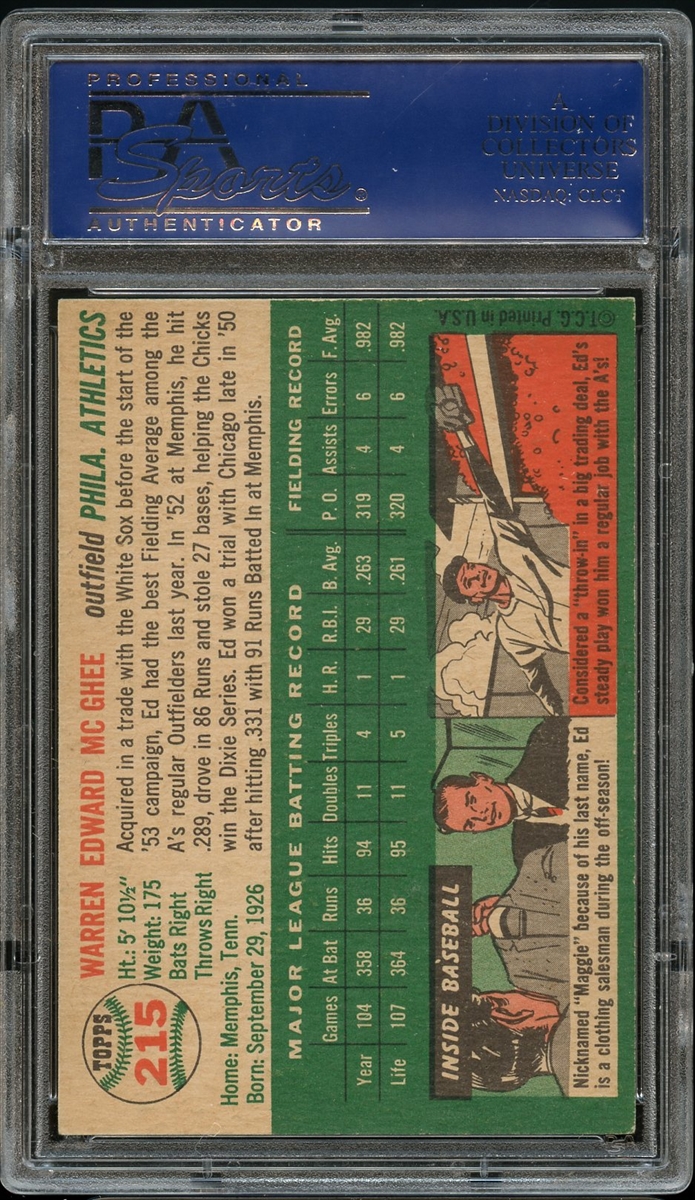 PROFESSIONAL
PSA
Sports®
AUTHENTICATOR
A
DIVISION OF
COLLECTORS
UNIVERSE
NASDAQ: CLCT
TOPPS
215
WARREN EDWARD MC GHEE outfield PHILA. ATHLETICS
Ht.: 5' 10½"
Weight: 175
Bats Right
Throws Right
Home: Memphis, Tenn.
Born: September 29, 1926
Acquired in a trade with the White Sox before the start of the
'53 campaign, Ed had the best Fielding Average among the
A's regular Outfielders last year. In '52 at Memphis, he hit
.289, drove in 86 Runs and stole 27 bases, helping the Chicks
win the Dixie Series. Ed won a trial with Chicago late in '50
after hitting .331 with 91 Runs Batted In at Memphis.
MAJOR LEAGUE BATTING RECORD FIELDING RECORD
Games At Bat Runs Hits Doubles Triples H. R. R.B.I. B. Avg. P. O. Assists Errors F. Avg.
Year 104 358 36 94 11 4 1 29 .263 319 4 6 .982
Life 107 364 36 95 11 5 1 29 .261 320 4 6 .982
INSIDE BASEBALL
Nicknamed "Maggie" because of his last name, Ed
is a clothing salesman during the off-season!
Considered a "throw-in" in a big trading deal, Ed's
steady play won him a regular job with the A's!
©T.C.G. Printed in U.S.A.